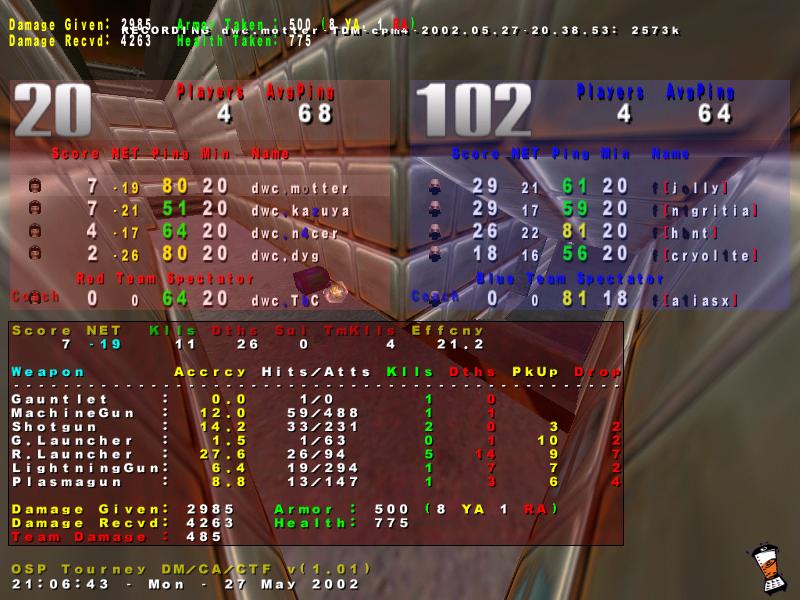 Damage Given: 2985 Armor Taken : 500 (8 YA, 1 RA)
RECORDING dwc.motter-TDM-cpm4-2002.05.27-20.38.53: 2573k
Damage Recvd: 4263 Health Taken: 775
20 Players AvgPing 102 Players AvgPing
4 68 4 64
Score NET Ping Min Name Score NET Ping Min Name
7 -19 80 20 dwc.motter 29 21 61 20 f[jolly]
7 -21 51 20 dwc.kazuya 29 17 59 20 f[nigritia]
4 -17 64 20 dwc.n4cer 26 22 81 20 f[hont]
2 -26 80 20 dwc.dyg 18 16 56 20 f[cryolite]
Red Team Spectator Blue Team Spectator
Coach 0 0 64 20 Coach 0 0 81 18 f[aliasx]
Score NET Klls Dths Sui TmKlls Effcny
7 -19 11 26 0 4 21.2
Weapon Accrcy Hits/Atts Klls Dths PkUp Drop
Gauntlet : 0.0 1/0 1 0
MachineGun : 12.0 59/488 1 1
Shotgun : 14.2 33/231 2 0 3 2
G.Launcher : 1.5 1/63 0 1 10 2
R.Launcher : 27.6 26/94 5 14 9 7
LightningGun: 6.4 19/294 1 7 7 2
Plasmagun : 8.8 13/147 1 3 6 4
Damage Given: 2985 Armor : 500 (8 YA 1 RA)
Damage Recvd: 4263 Health: 775
Team Damage : 485
OSP Tourney DM/CA/CTF v(1.01)
21:06:43 - Mon - 27 May 2002